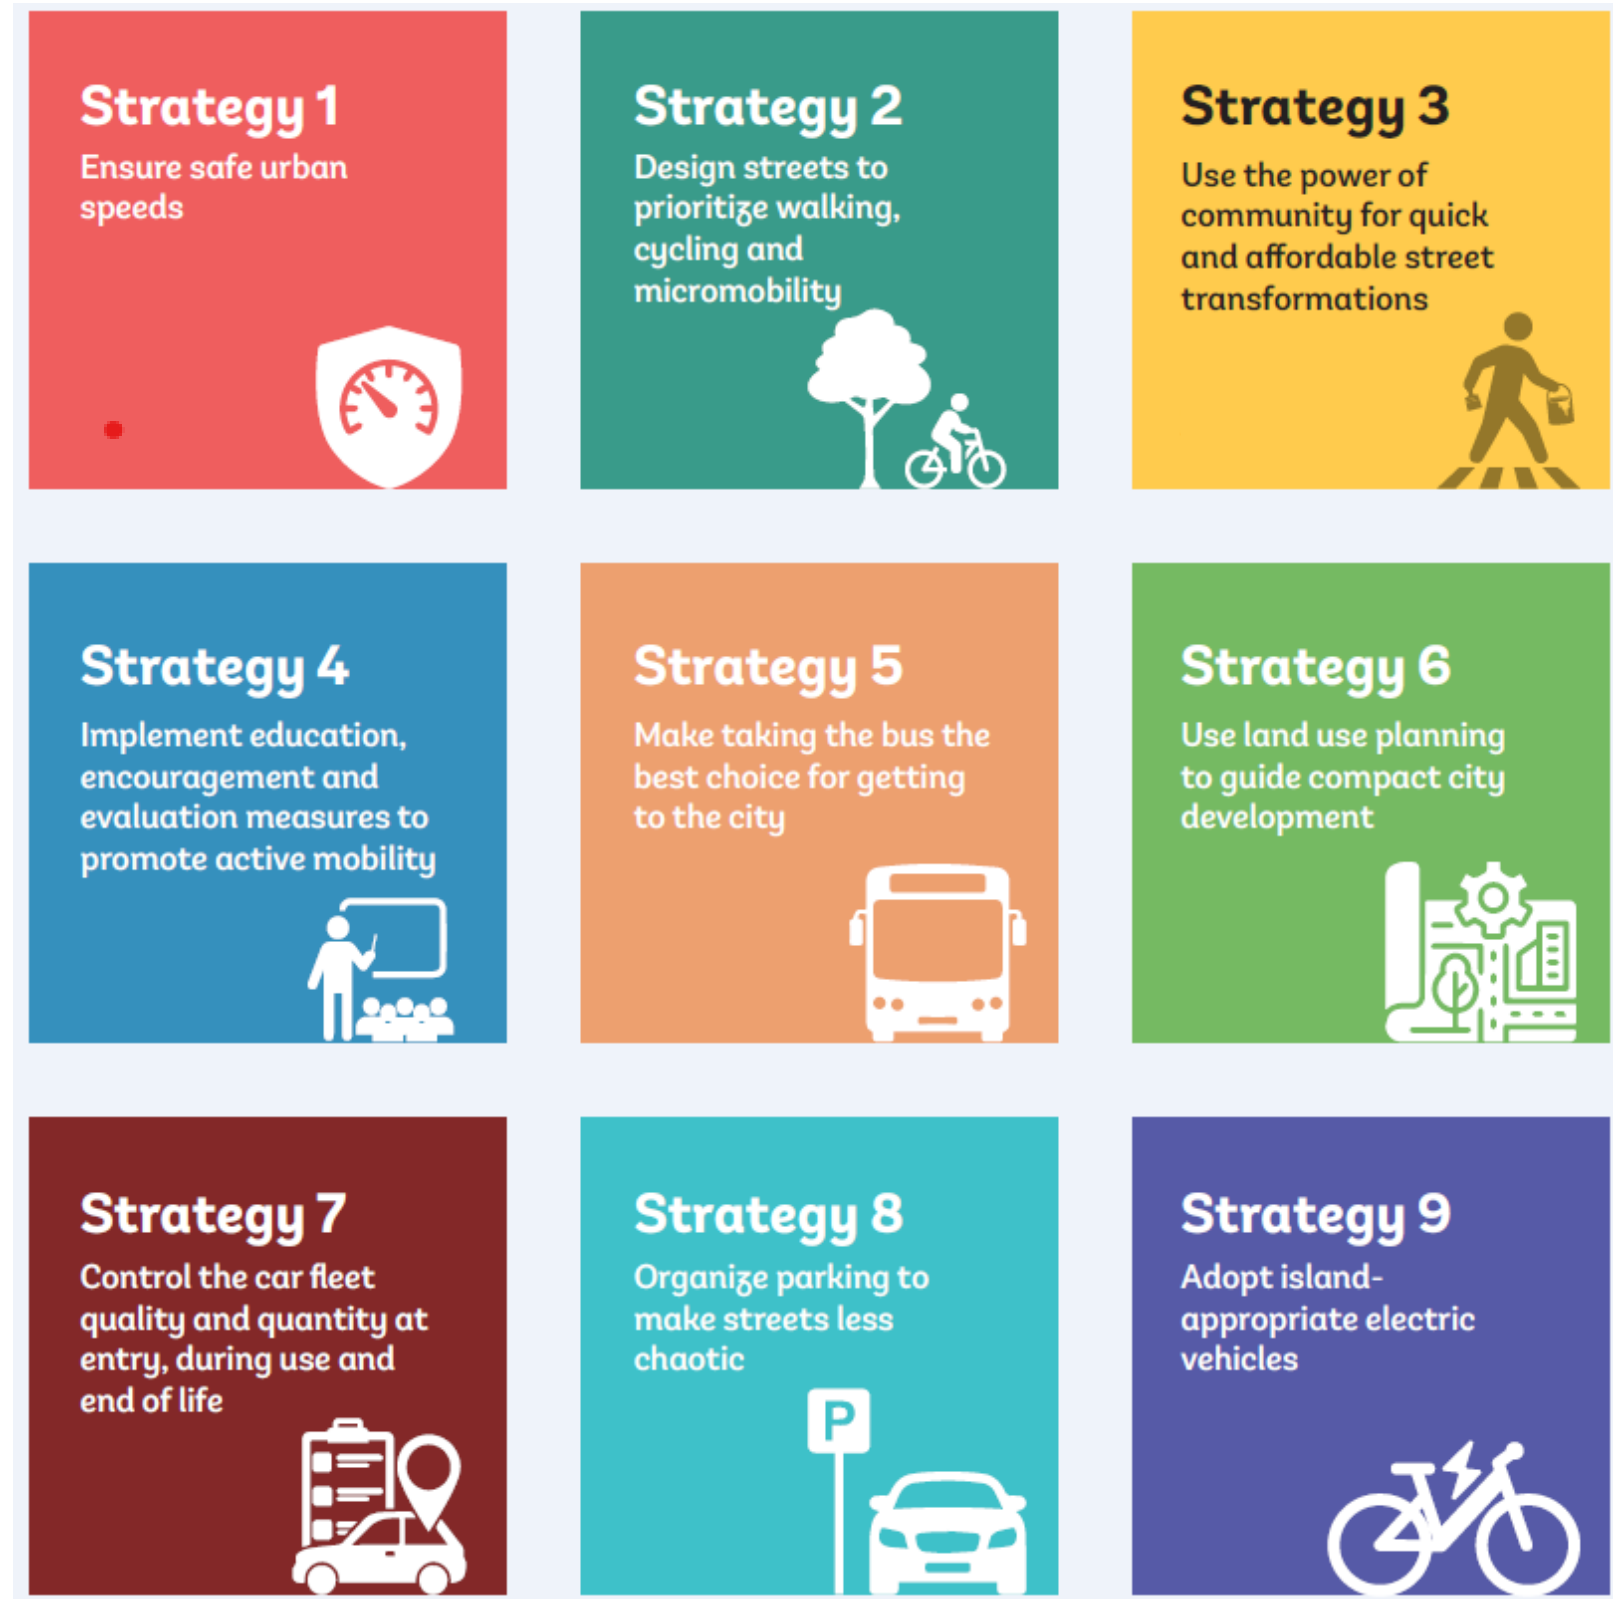 Strategy 1
Ensure safe urban
speeds
Strategy 2
Design streets to
prioritize walking,
cycling and
micromobility
Strategy 3
Use the power of
community for quick
and affordable street
transformations
Strategy 4
Implement education,
encouragement and
evaluation measures to
promote active mobility
Strategy 5
Make taking the bus the
best choice for getting
to the city
Strategy 6
Use land use planning
to guide compact city
development
Strategy 7
Control the car fleet
quality and quantity at
entry, during use and
end of life
Strategy 8
Organize parking to
make streets less
chaotic
P
Strategy 9
Adopt island-
appropriate electric
vehicles